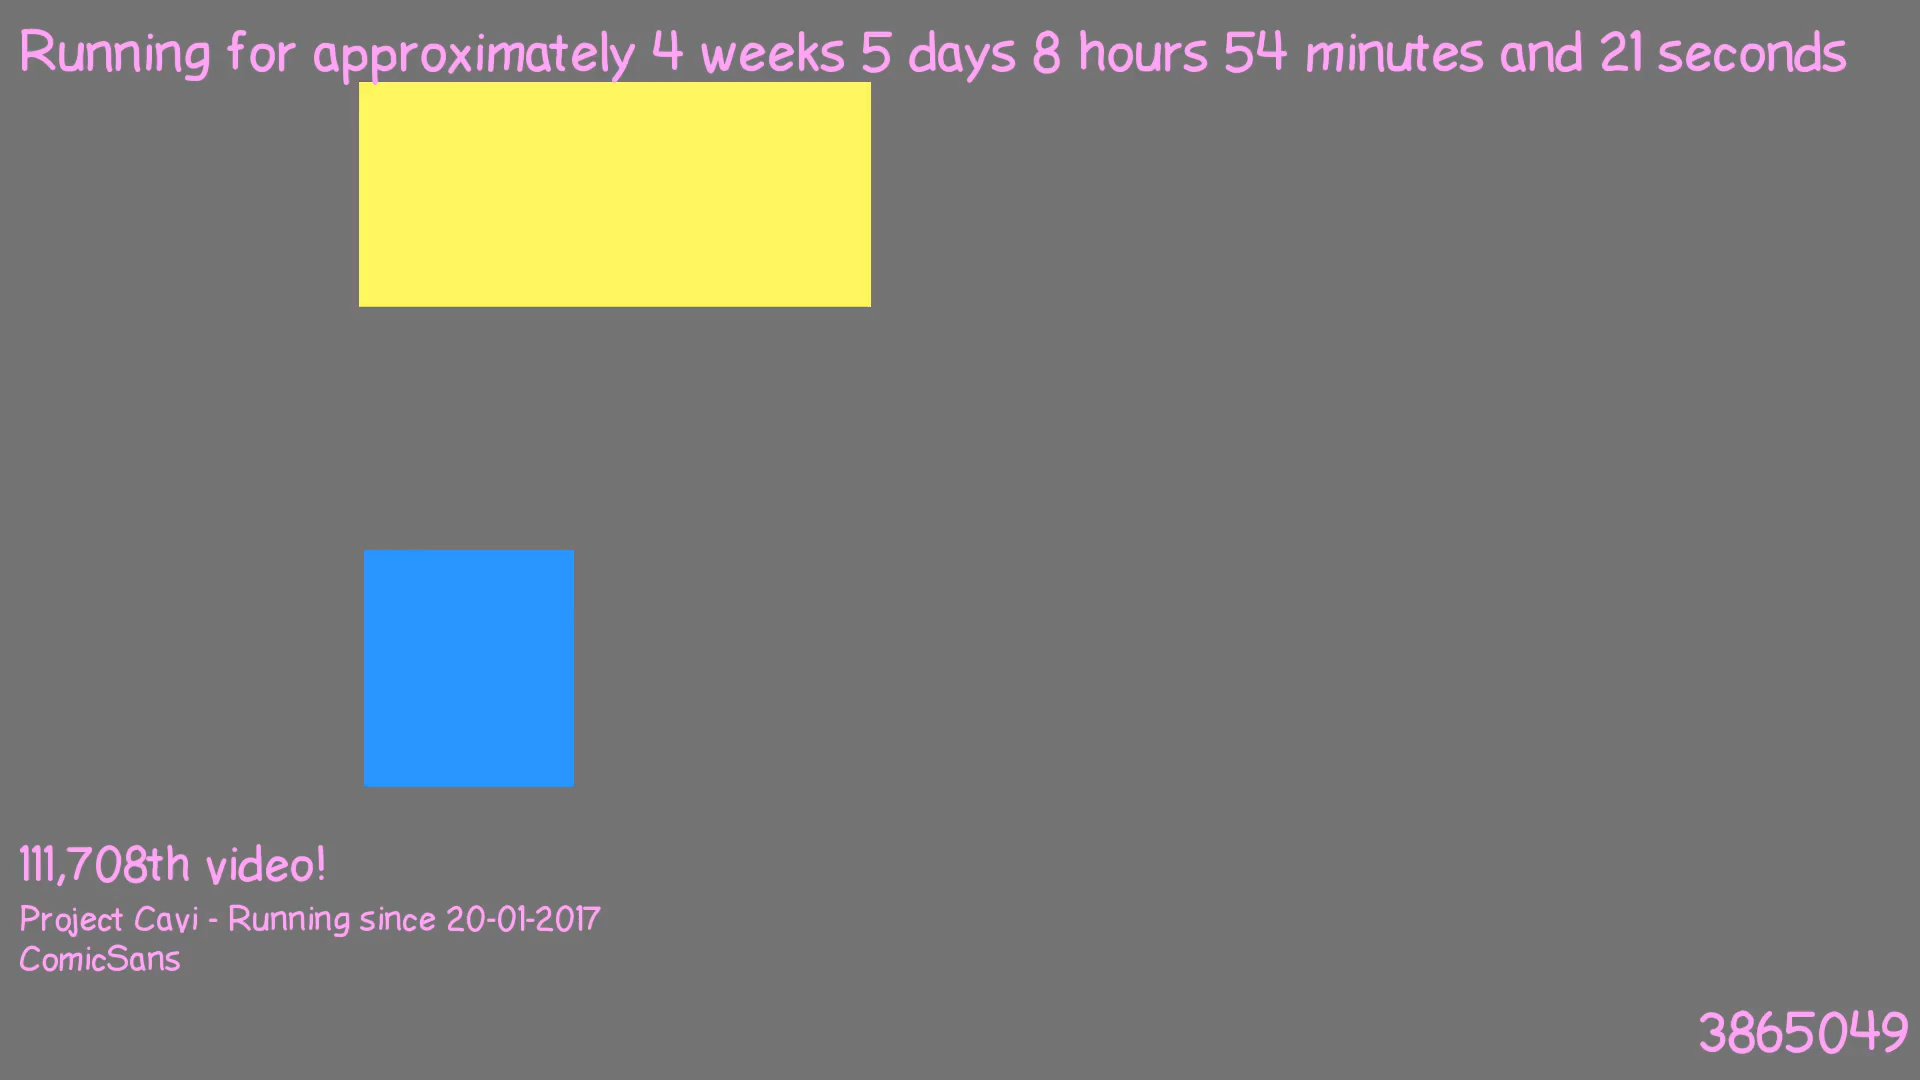 Running for approximately 4 weeks 5 days 8 hours 54 minutes and 21 seconds
111,708th video!
Project Cavi - Running since 20-01-2017
ComicSans
3865049